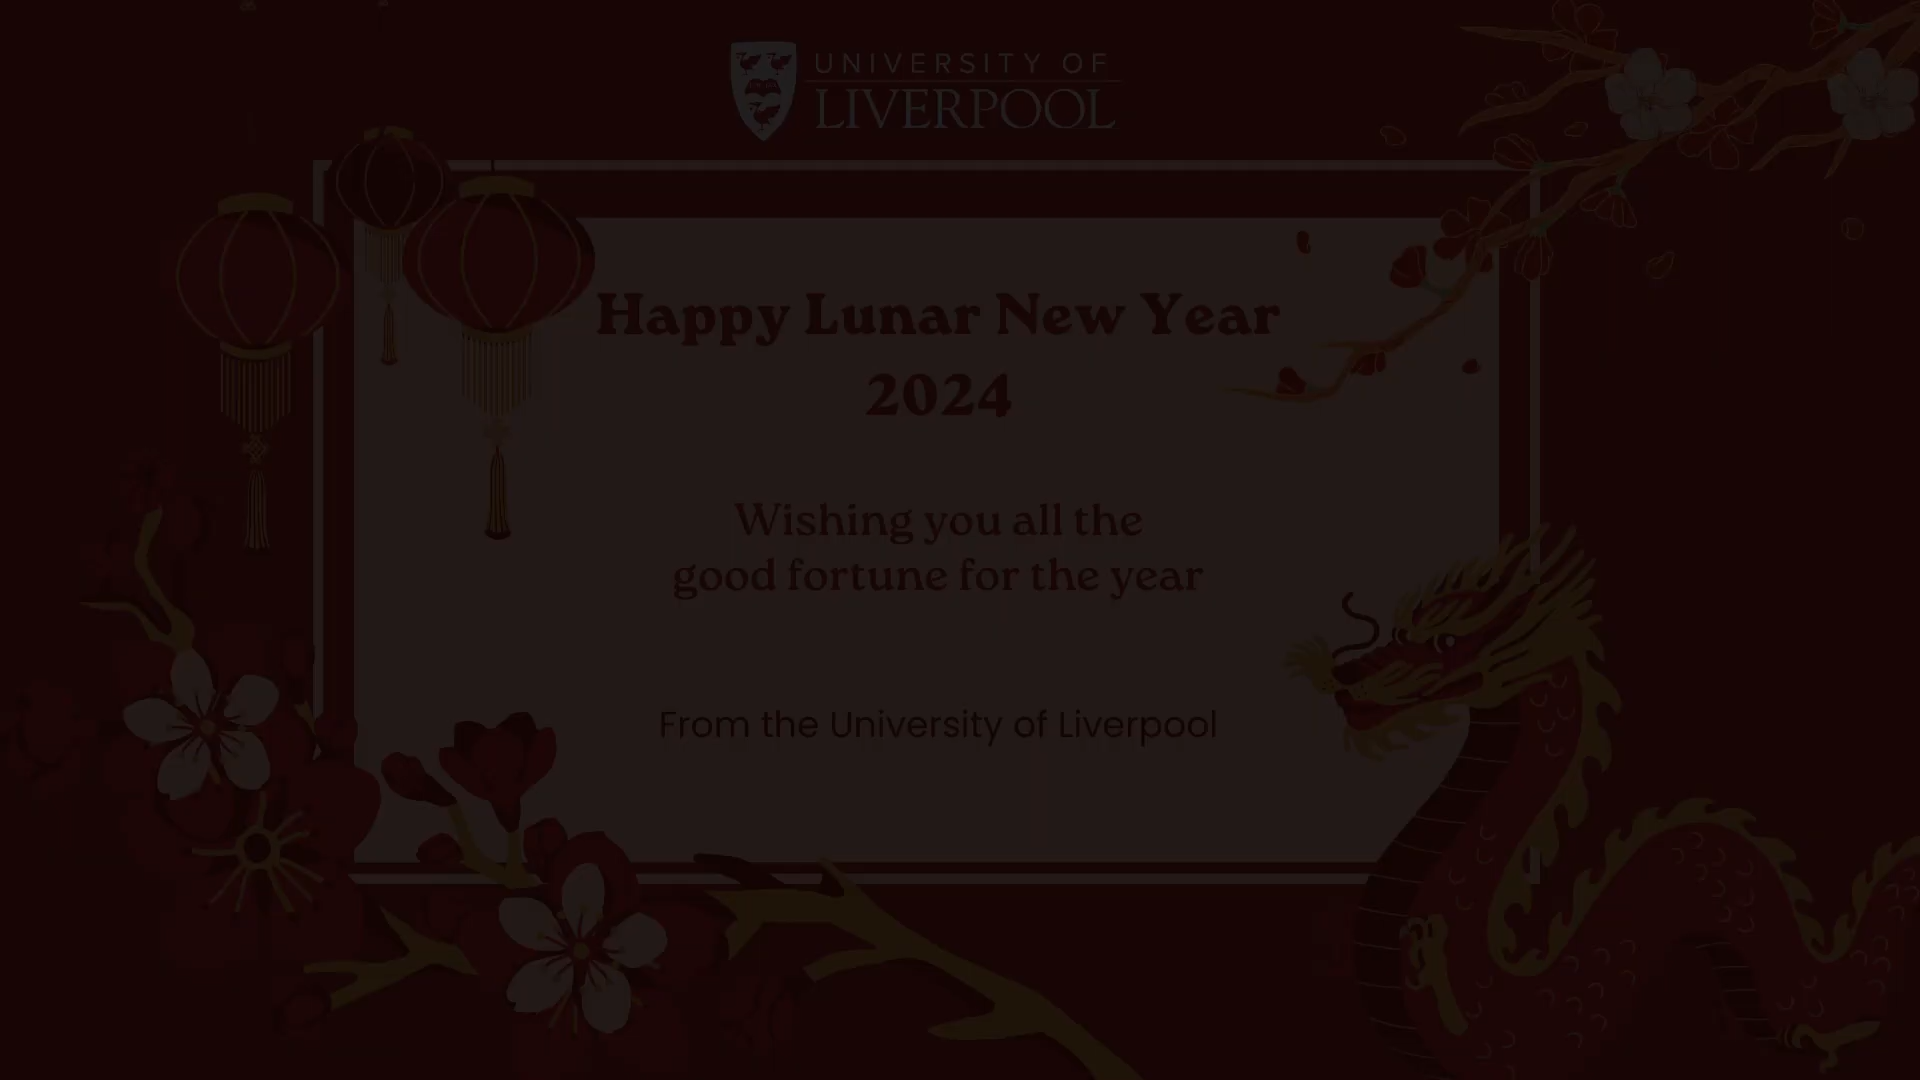 UNIVERSITY OF
LIVERPOOL
Happy Lunar New Year
2024
Wishing you all the
good fortune for the year
From the University of Liverpool